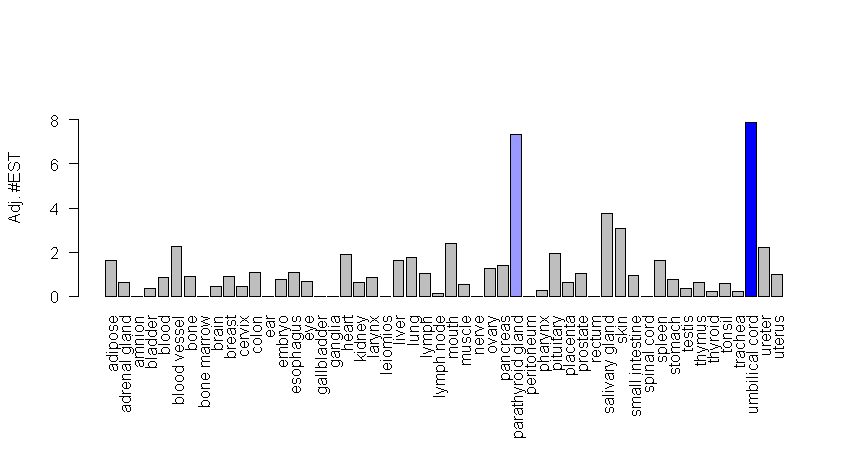 Adj. #EST
8
6
4
2
0
adipose
adrenal gland
amnion
bladder
blood
blood vessel
bone
bone marrow
brain
breast
cervix
colon
ear
embryo
esophagus
eye
gallbladder
ganglia
heart
kidney
larynx
leiomios
liver
lung
lymph
lymph node
mouth
muscle
nerve
ovary
pancreas
parathyroid gland
peritoneum
pharynx
pituitary
placenta
prostate
rectum
salivary gland
skin
small intestine
spinal cord
spleen
stomach
testis
thymus
thyroid
tonsil
trachea
umbilical cord
ureter
uterus